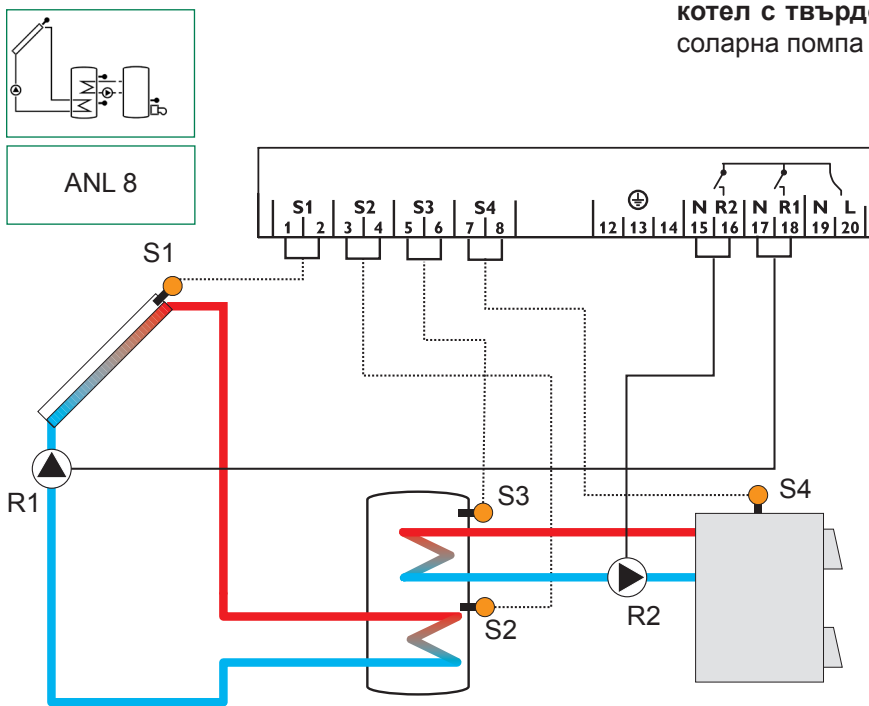 котел с твърд
соларна помпа
ANL 8
S1 S2 S3 S4 N R2 N R1 N L
1 2 3 4 5 6 7 8 12 13 14 15 16 17 18 19 20
S1
S3
S4
R1
S2
R2